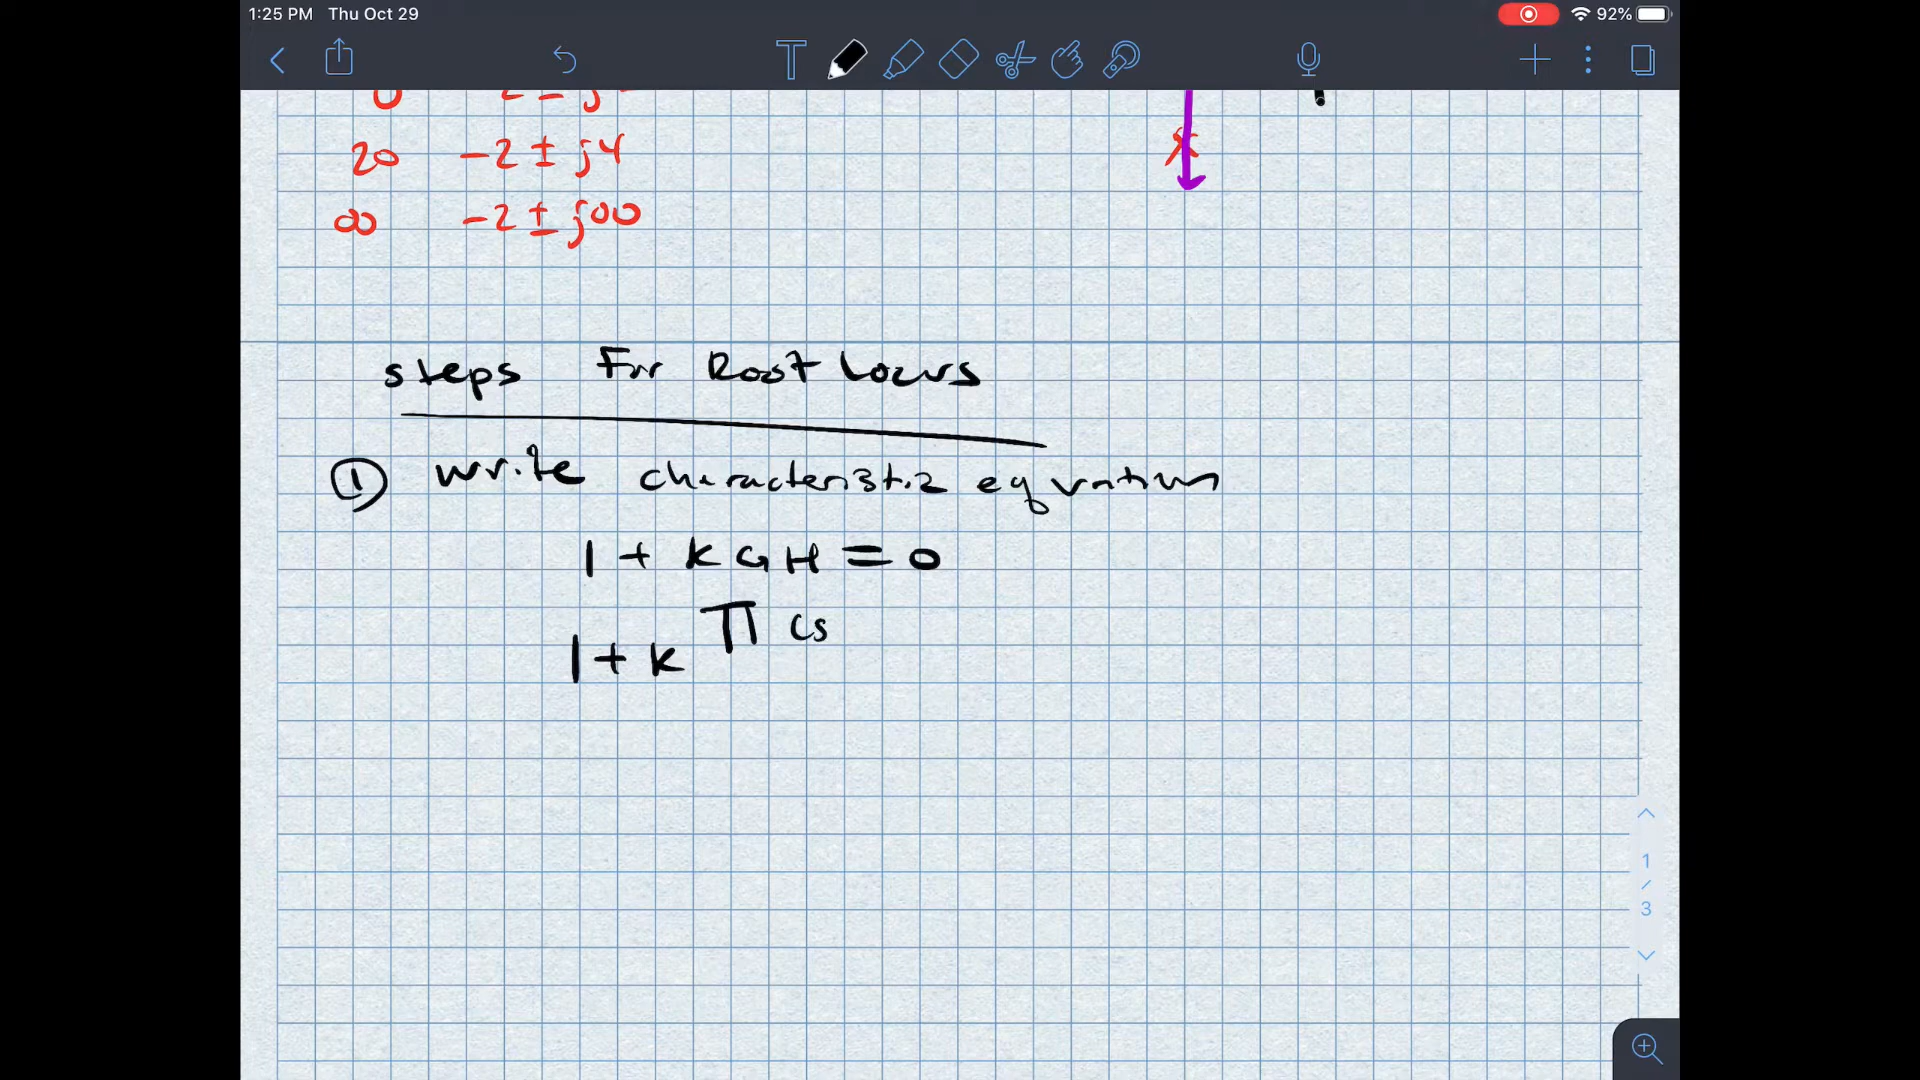 1:25 PM Thu Oct 29
92%
T
20 -2 ± j4
∞ -2 ± j∞
steps For Root Locus
① write characteristic equation
1 + K G H = 0
1 + K ∏ (s
1
/
3